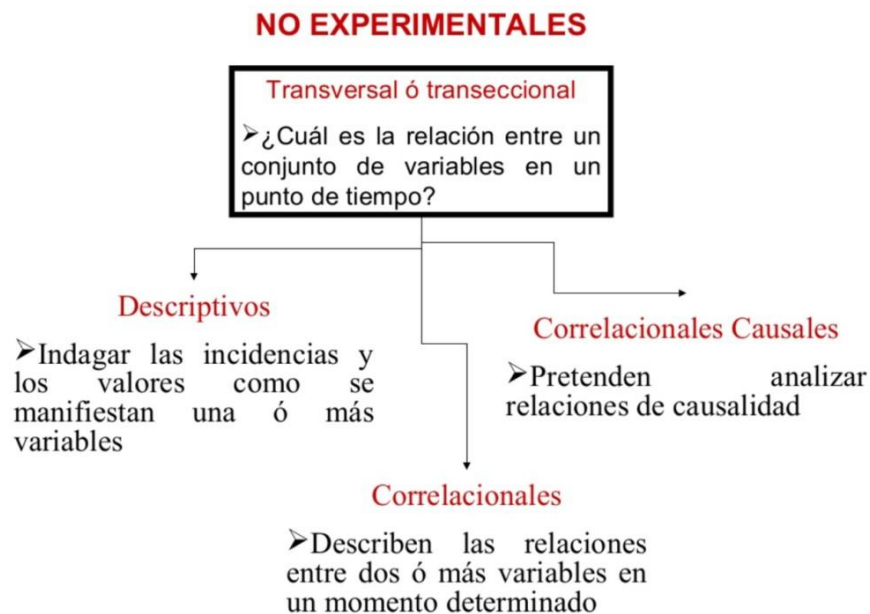 NO EXPERIMENTALES
Transversal ó transeccional
➢¿Cuál es la relación entre un
conjunto de variables en un
punto de tiempo?
Descriptivos
➢Indagar las incidencias y
los valores como se
manifiestan una ó más
variables
Correlacionales Causales
➢Pretenden analizar
relaciones de causalidad
Correlacionales
➢Describen las relaciones
entre dos ó más variables en
un momento determinado